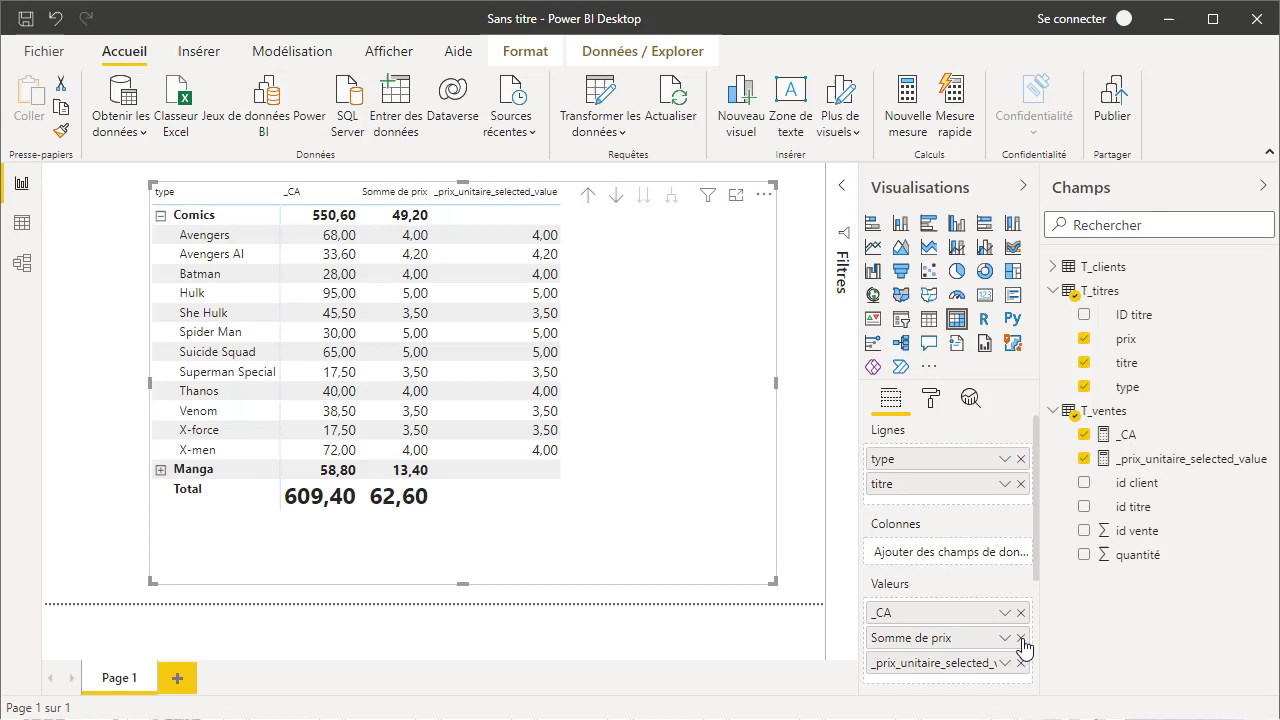 Sans titre - Power BI Desktop
Se connecter
Fichier
Accueil
Insérer
Modélisation
Afficher
Aide
Format
Données / Explorer
Coller
Obtenir les données
Classeur Excel
Jeux de données Power BI
SQL Server
Entrer des données
Dataverse
Sources récentes
Transformer les données
Actualiser
Nouveau visuel
Zone de texte
Plus de visuels
Nouvelle mesure
Mesure rapide
Confidentialité
Publier
Presse-papiers
Données
Requêtes
Insérer
Calculs
Confidentialité
Partager
type _CA Somme de prix _prix_unitaire_selected_value
Comics 550,60 49,20
Avengers 68,00 4,00 4,00
Avengers AI 33,60 4,20 4,20
Batman 28,00 4,00 4,00
Hulk 95,00 5,00 5,00
She Hulk 45,50 3,50 3,50
Spider Man 30,00 5,00 5,00
Suicide Squad 65,00 5,00 5,00
Superman Special 17,50 3,50 3,50
Thanos 40,00 4,00 4,00
Venom 38,50 3,50 3,50
X-force 17,50 3,50 3,50
X-men 72,00 4,00 4,00
Manga 58,80 13,40
Total 609,40 62,60
Filtres
Visualisations
R
Py
Lignes
type
titre
Colonnes
Ajouter des champs de don...
Valeurs
_CA
Somme de prix
_prix_unitaire_selected_
Champs
Rechercher
T_clients
T_titres
ID titre
prix
titre
type
T_ventes
_CA
_prix_unitaire_selected_value
id client
id titre
id vente
quantité
Page 1
Page 1 sur 1